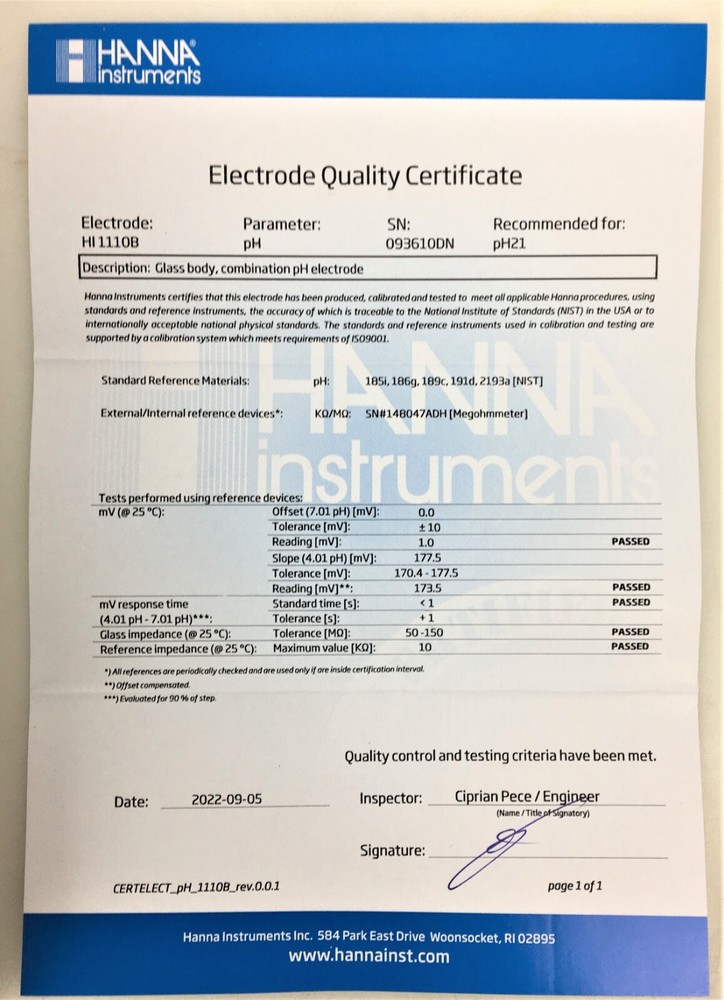 HANNA
instruments
Electrode Quality Certificate
Electrode: Parameter: SN: Recommended for:
HI 1110B pH 093610DN pH21
Description: Glass body, combination pH electrode
Hanna Instruments certifies that this electrode has been produced, calibrated and tested to meet all applicable Hanna procedures, using
standards and reference instruments, the accuracy of which is traceable to the National Institute of Standards (NIST) in the USA or to
internationally acceptable national physical standards. The standards and reference instruments used in calibration and testing are
supported by a calibration system which meets requirements of ISO9001.
HANNA
instruments
Standard Reference Materials: pH: 185i, 186g, 189c, 191d, 2193a [NIST]
External/Internal reference devices*: KΩ/MΩ: SN#148047ADH [Megohmmeter]
Tests performed using reference devices:
mV (@ 25 °C): Offset (7.01 pH) [mV]: 0.0
Tolerance [mV]: ± 10
Reading [mV]: 1.0 PASSED
Slope (4.01 pH) [mV]: 177.5
Tolerance [mV]: 170.4 - 177.5
Reading [mV]**: 173.5 PASSED
mV response time Standard time [s]: < 1 PASSED
(4.01 pH - 7.01 pH)***: Tolerance [s]: + 1
Glass impedance (@ 25 °C): Tolerance [MΩ]: 50 -150 PASSED
Reference impedance (@ 25 °C): Maximum value [KΩ]: 10 PASSED
*) All references are periodically checked and are used only if are inside certification interval.
**) Offset compensated.
***) Evaluated for 90 % of step.
Quality control and testing criteria have been met.
Date: 2022-09-05 Inspector: Ciprian Pece / Engineer
(Name / Title of Signatory)
Signature:
CERTELECT_pH_1110B_rev.0.0.1 page 1 of 1
Hanna Instruments Inc. 584 Park East Drive Woonsocket, RI 02895
www.hannainst.com